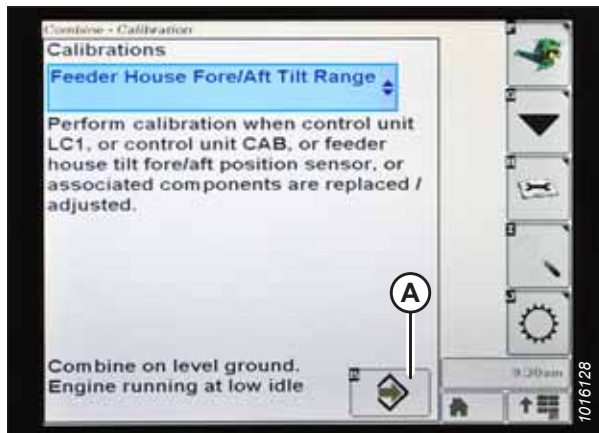 Combine - Calibration
Calibrations
Feeder House Fore/Aft Tilt Range
Perform calibration when control unit
LC1, or control unit CAB, or feeder
house tilt fore/aft position sensor, or
associated components are replaced /
adjusted.
A
Combine on level ground.
Engine running at low idle
9:20am
1016128